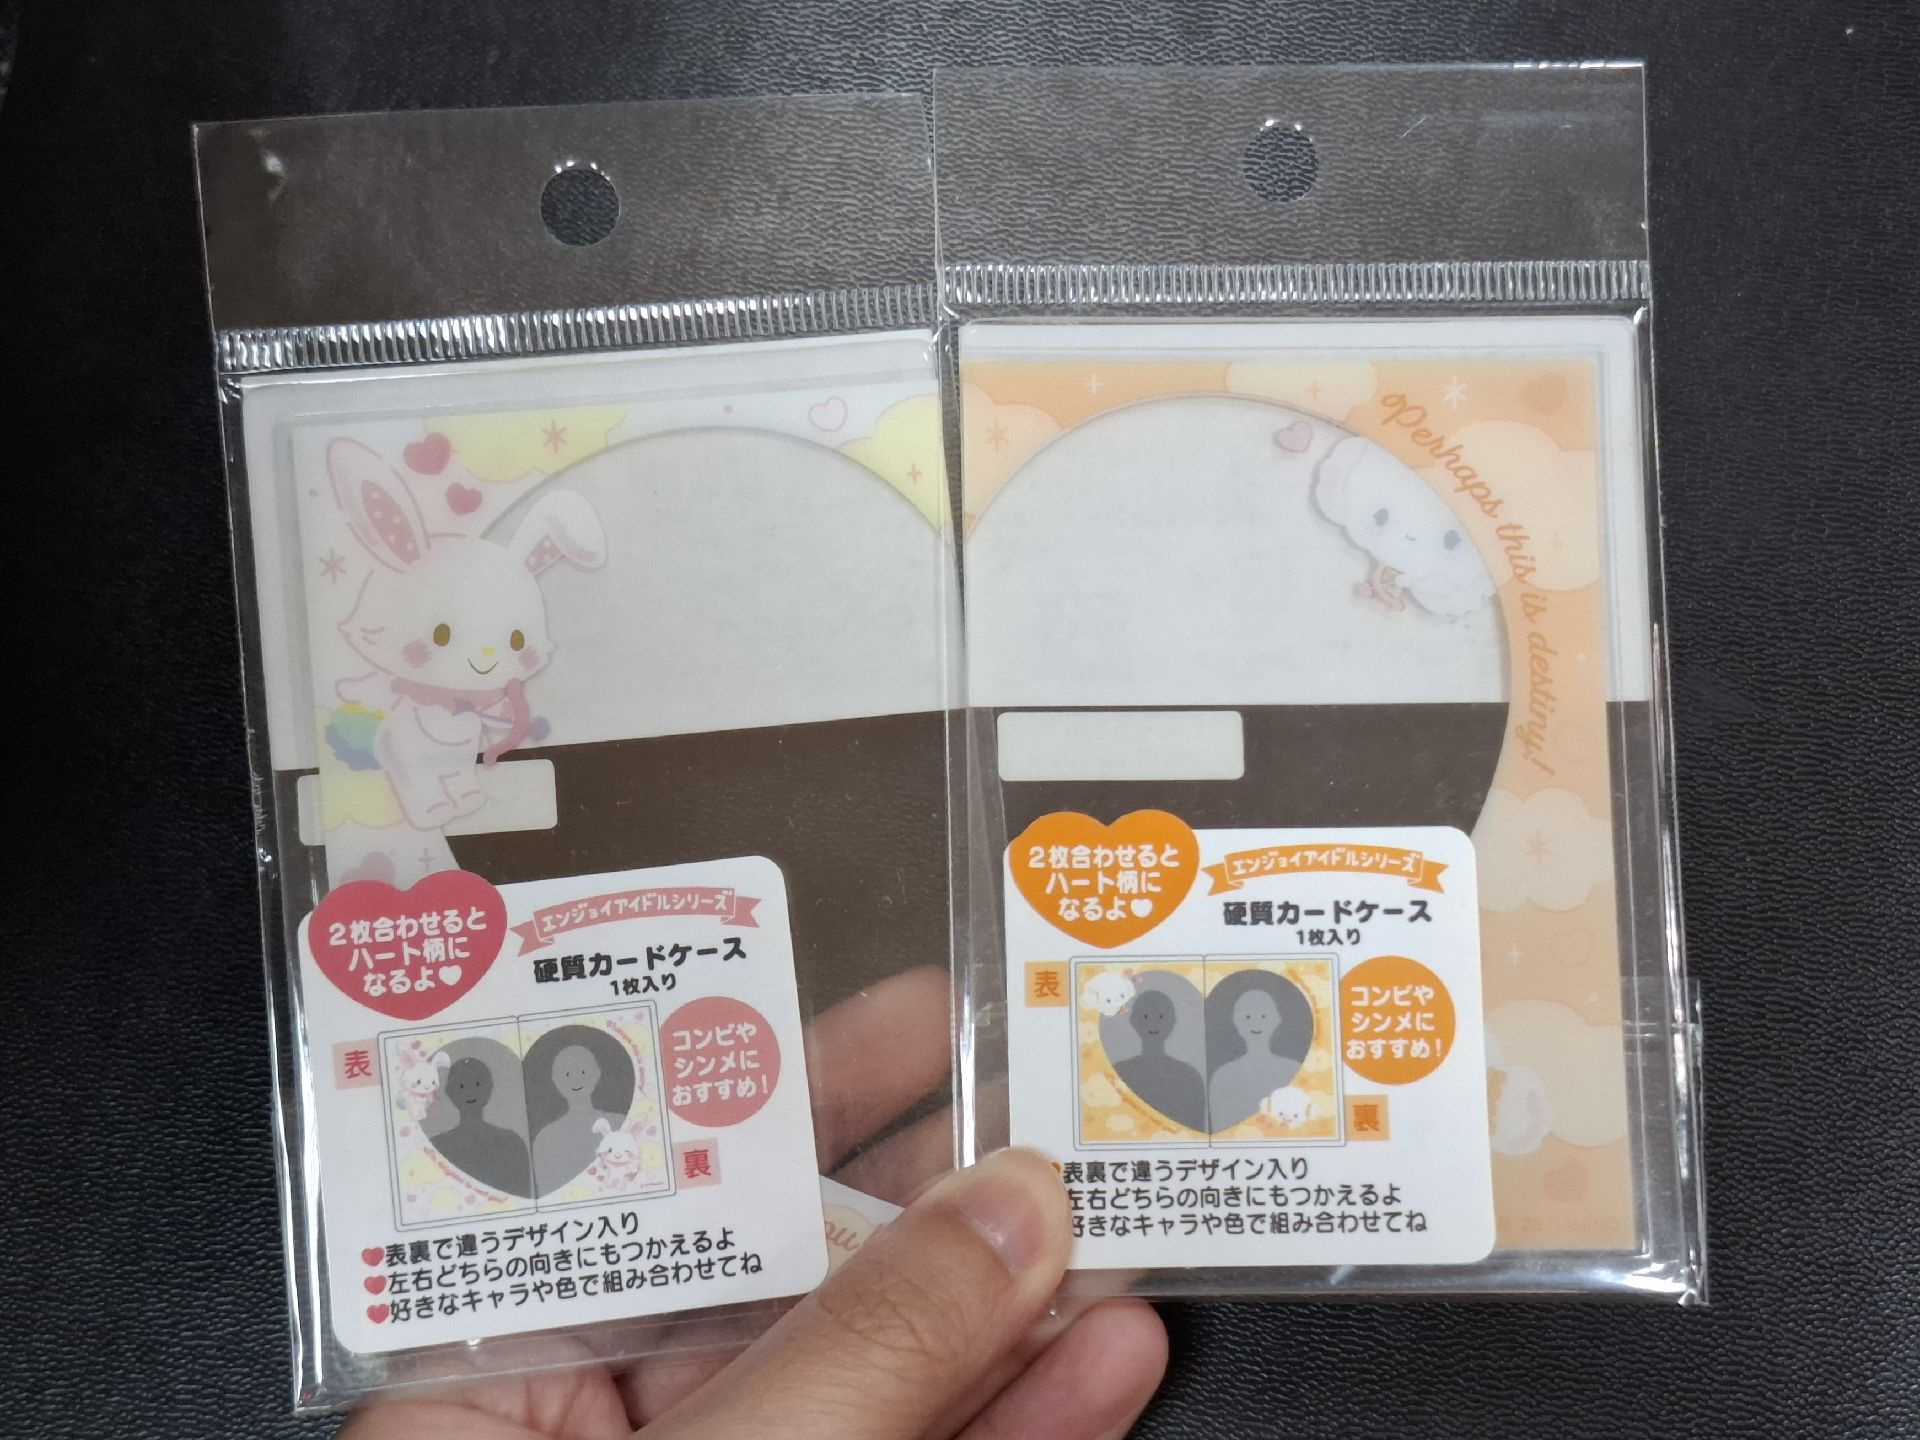 2枚合わせると
ハート柄に
なるよ♥
エンジョイアイドルシリーズ
硬質カードケース
1枚入り
表
コンビや
シンメに
おすすめ!
裏
♥表裏で違うデザイン入り
♥左右どちらの向きにもつかえるよ
♥好きなキャラや色で組み合わせてね
Perhaps this is destiny!
2枚合わせると
ハート柄に
なるよ♥
エンジョイアイドルシリーズ
硬質カードケース
1枚入り
表
コンビや
シンメに
おすすめ!
裏
表裏で違うデザイン入り
左右どちらの向きにもつかえるよ
好きなキャラや色で組み合わせてね